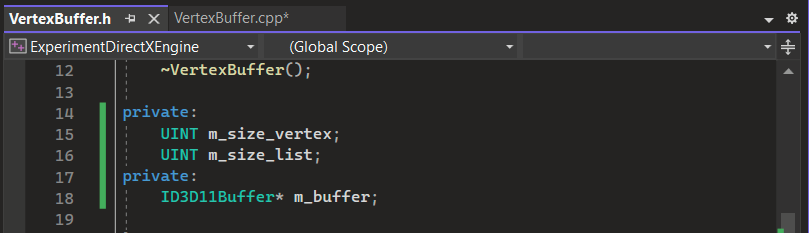 VertexBuffer.h VertexBuffer.cpp*
ExperimentDirectXEngine (Global Scope)
12 ~VertexBuffer();
13
14 private:
15 UINT m_size_vertex;
16 UINT m_size_list;
17 private:
18 ID3D11Buffer* m_buffer;
19